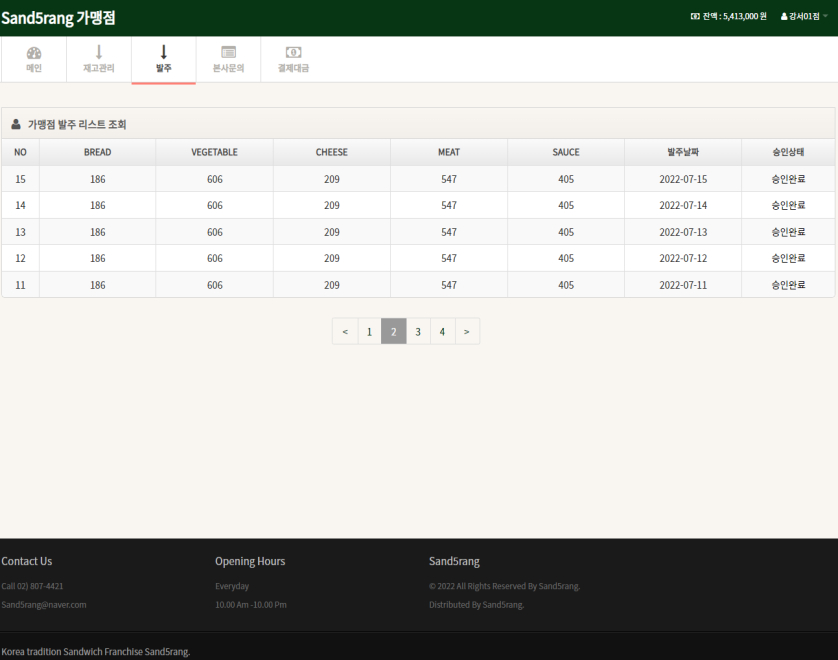 Sand5rang 가맹점
잔액 : 5,413,000 원 강서01점
메인 재고관리 발주 본사문의 결제대금
가맹점 발주 리스트 조회
NO BREAD VEGETABLE CHEESE MEAT SAUCE 발주날짜 승인상태
15 186 606 209 547 405 2022-07-15 승인완료
14 186 606 209 547 405 2022-07-14 승인완료
13 186 606 209 547 405 2022-07-13 승인완료
12 186 606 209 547 405 2022-07-12 승인완료
11 186 606 209 547 405 2022-07-11 승인완료
< 1 2 3 4 >
Contact Us Opening Hours Sand5rang
Call 02) 807-4421 Everyday © 2022 All Rights Reserved By Sand5rang.
Sand5rang@naver.com 10.00 Am -10.00 Pm Distributed By Sand5rang.
Korea tradition Sandwich Franchise Sand5rang.